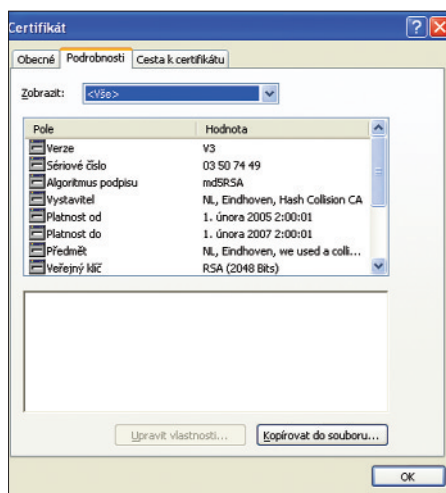 Certifikát
Obecné Podrobnosti Cesta k certifikátu
Zobrazit: <Vše>
Pole Hodnota
Verze V3
Sériové číslo 03 50 74 49
Algoritmus podpisu md5RSA
Vystavitel NL, Eindhoven, Hash Collision CA
Platnost od 1. února 2005 2:00:01
Platnost do 1. února 2007 2:00:01
Předmět NL, Eindhoven, we used a colli...
Veřejný klíč RSA (2048 Bits)
Upravit vlastnosti... Kopírovat do souboru...
OK